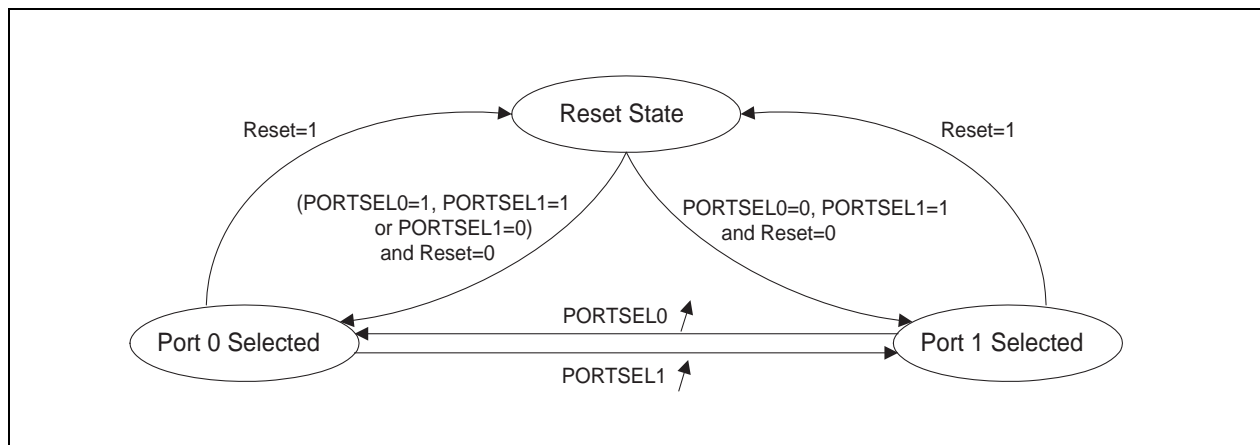 Reset State
Reset=1
Reset=1
(PORTSEL0=1, PORTSEL1=1
or PORTSEL1=0)
and Reset=0
PORTSEL0=0, PORTSEL1=1
and Reset=0
PORTSEL0
Port 0 Selected
Port 1 Selected
PORTSEL1